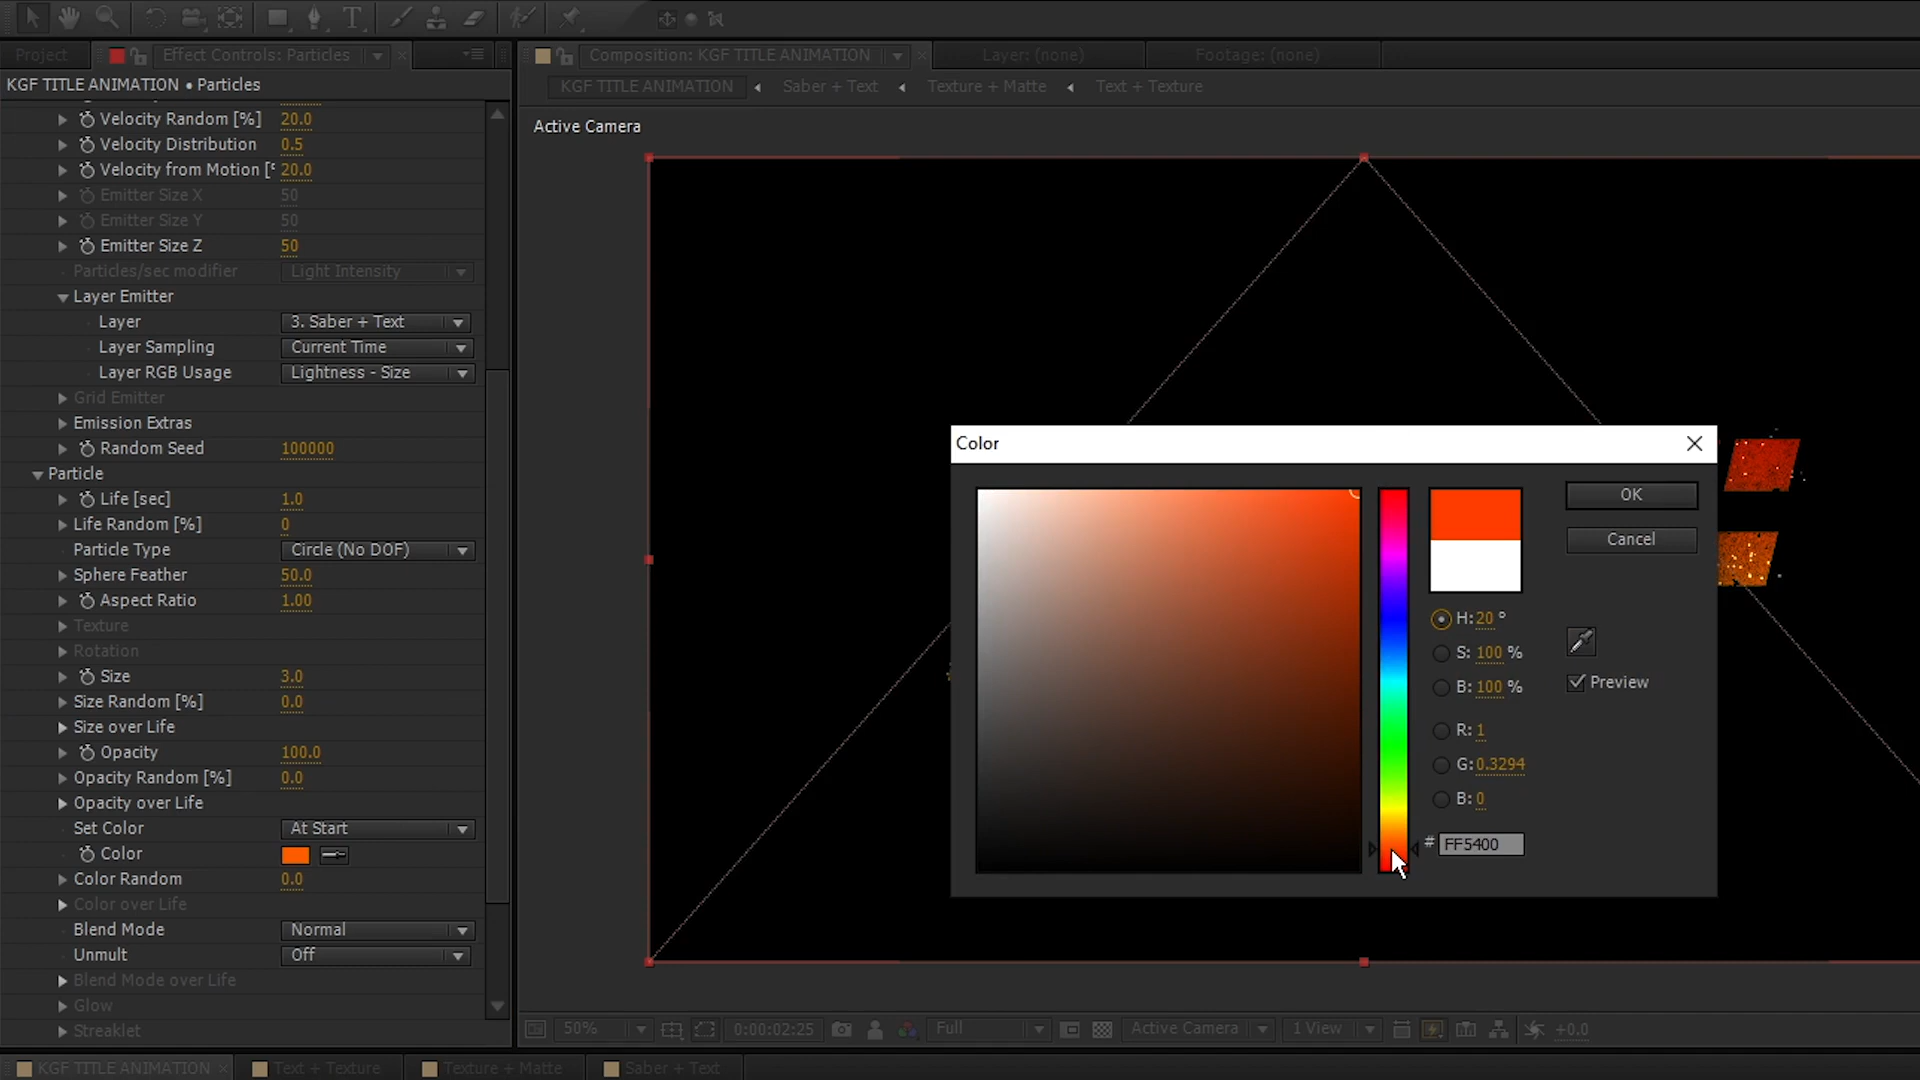 Project
Effect Controls: Particles
Composition: KGF TITLE ANIMATION
Layer: (none)
Footage: (none)
KGF TITLE ANIMATION • Particles
KGF TITLE ANIMATION
Saber + Text
Texture + Matte
Text + Texture
Active Camera
Velocity Random [%] 20.0
Velocity Distribution 0.5
Velocity from Motion [% 20.0
Emitter Size X 50
Emitter Size Y 50
Emitter Size Z 50
Particles/sec modifier Light Intensity
Layer Emitter
Layer 3. Saber + Text
Layer Sampling Current Time
Layer RGB Usage Lightness - Size
Grid Emitter
Emission Extras
Random Seed 100000
Particle
Life [sec] 1.0
Life Random [%] 0
Particle Type Circle (No DOF)
Sphere Feather 50.0
Aspect Ratio 1.00
Texture
Rotation
Size 3.0
Size Random [%] 0.0
Size over Life
Opacity 100.0
Opacity Random [%] 0.0
Opacity over Life
Set Color At Start
Color
Color Random 0.0
Color over Life
Blend Mode Normal
Unmult Off
Blend Mode over Life
Glow
Streaklet
Color
OK
Cancel
H: 20 °
S: 100 %
B: 100 %
Preview
R: 1
G: 0.3294
B: 0
# FF5400
50%
0:00:02:25
Full
Active Camera
1 View
+0.0
KGF TITLE ANIMATION
Text + Texture
Texture + Matte
Saber + Text